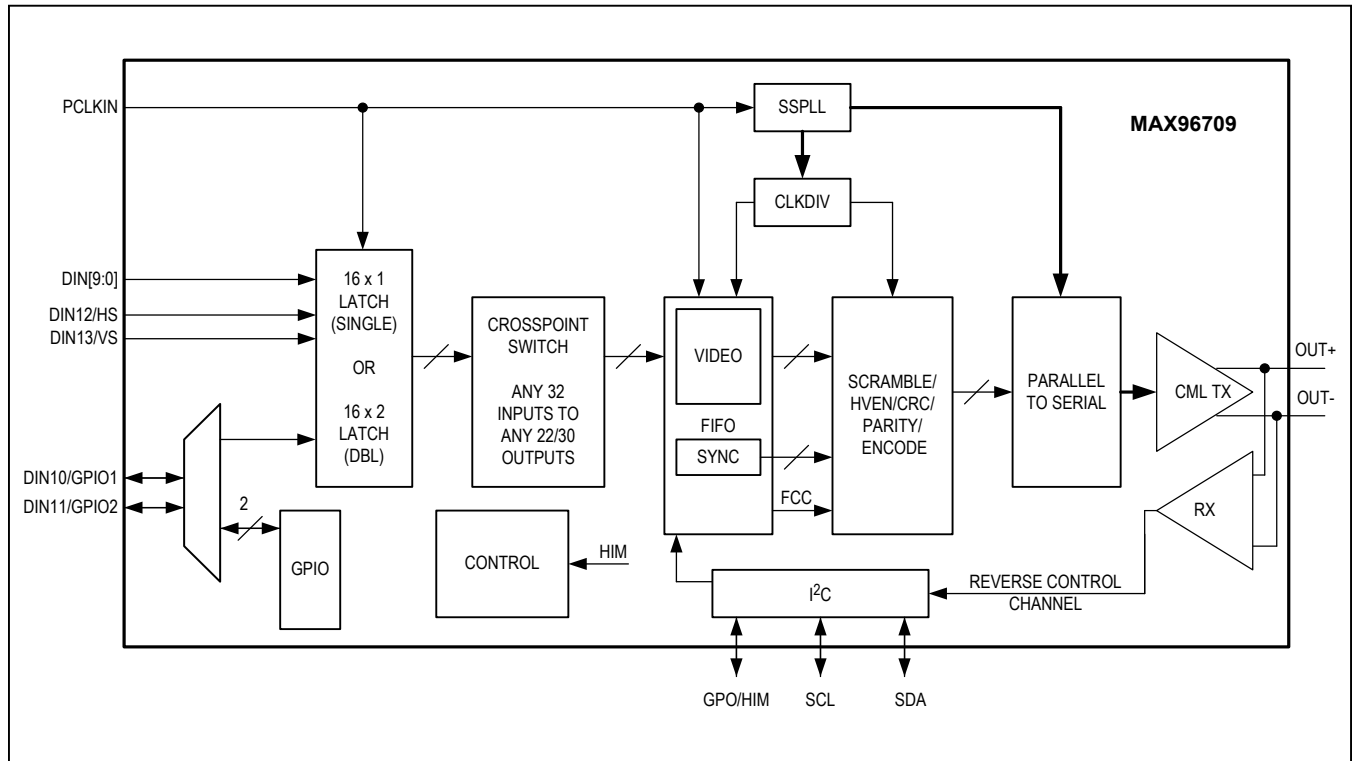 PCLKIN
SSPLL
MAX96709
CLKDIV
DIN[9:0]
DIN12/HS
DIN13/VS
16 x 1
LATCH
(SINGLE)
OR
16 x 2
LATCH
(DBL)
CROSSPOINT
SWITCH
ANY 32
INPUTS TO
ANY 22/30
OUTPUTS
VIDEO
FIFO
SYNC
FCC
SCRAMBLE/
HVEN/CRC/
PARITY/
ENCODE
PARALLEL
TO SERIAL
CML TX
OUT+
OUT-
RX
DIN10/GPIO1
DIN11/GPIO2
2
GPIO
CONTROL
HIM
I²C
REVERSE CONTROL
CHANNEL
GPO/HIM
SCL
SDA